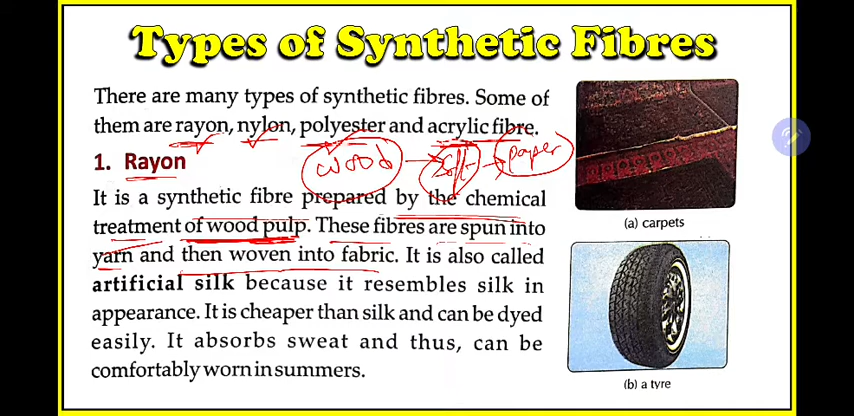 Types of Synthetic Fibres
There are many types of synthetic fibres. Some of
them are rayon, nylon, polyester and acrylic fibre.
wood → soft → paper
1. Rayon
It is a synthetic fibre prepared by the chemical
treatment of wood pulp. These fibres are spun into
yarn and then woven into fabric. It is also called
artificial silk because it resembles silk in
appearance. It is cheaper than silk and can be dyed
easily. It absorbs sweat and thus, can be
comfortably worn in summers.
(a) carpets
(b) a tyre